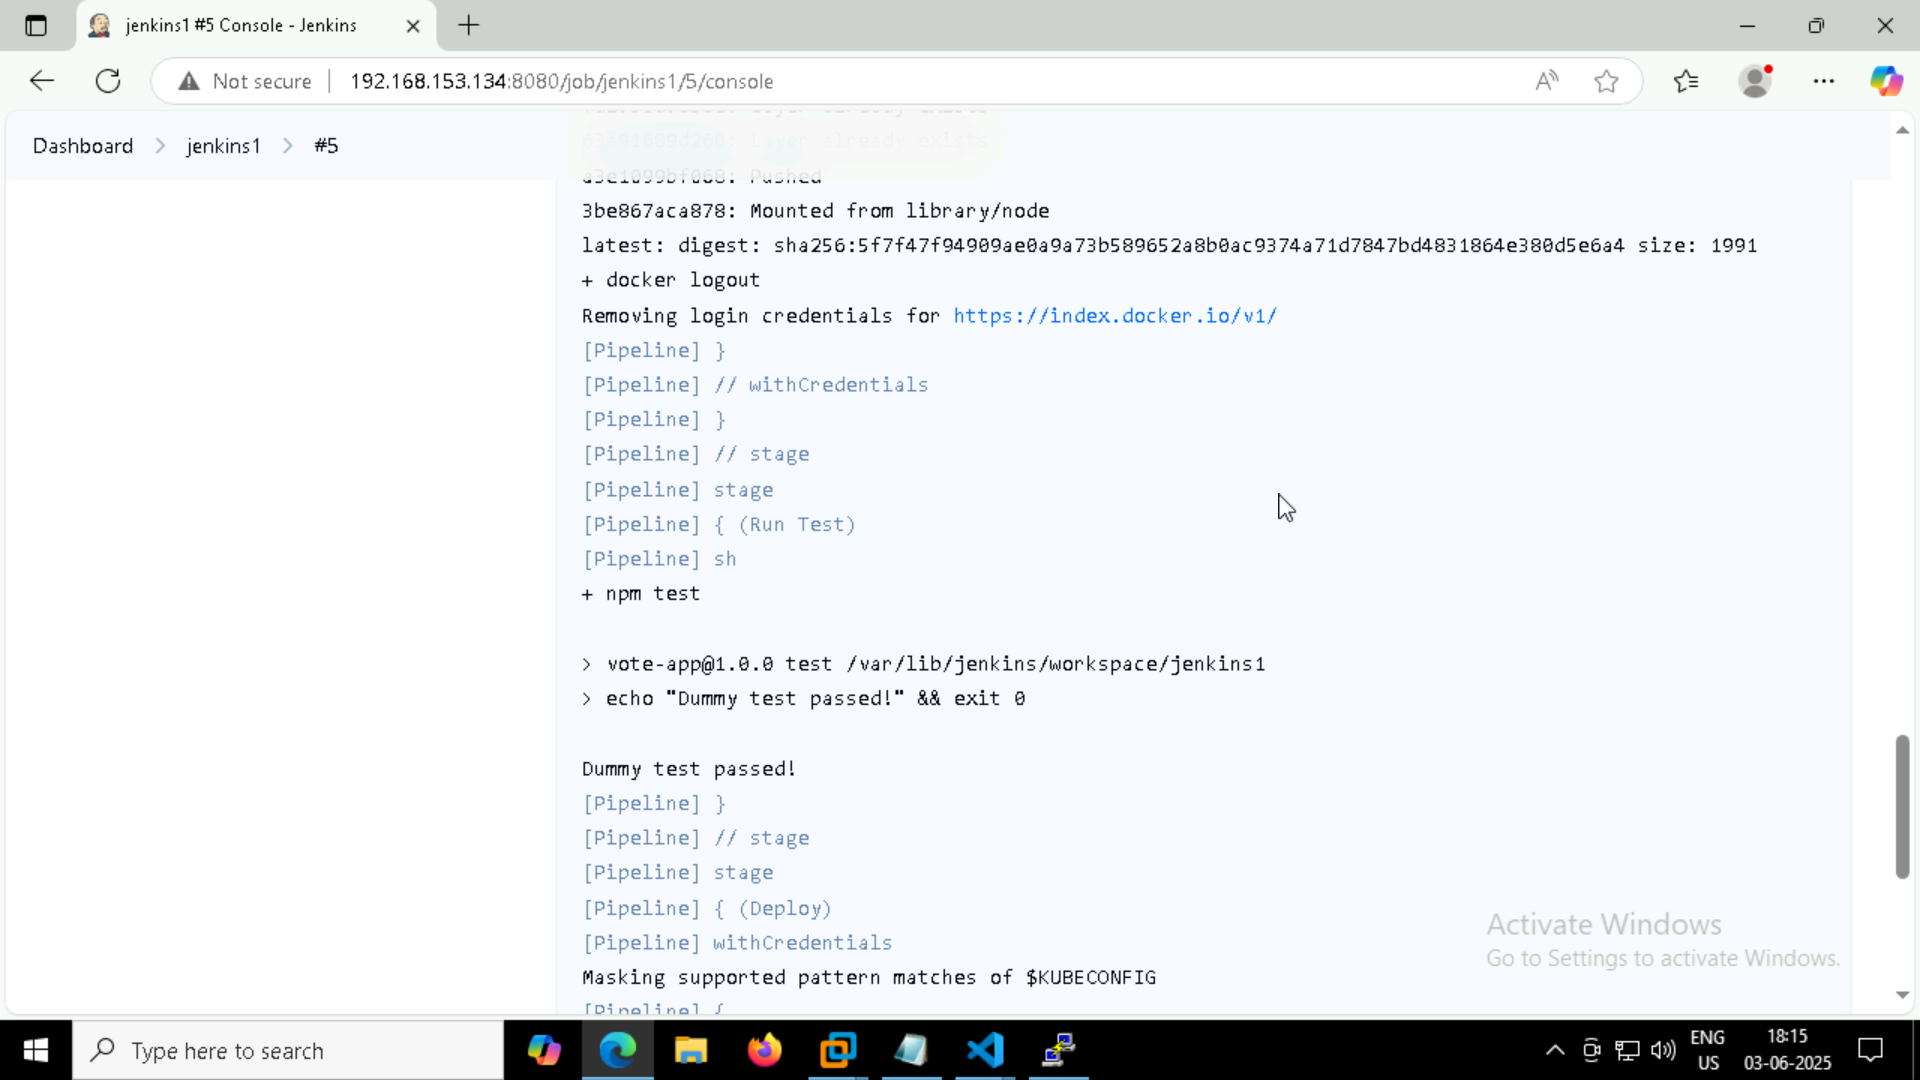 jenkins1 #5 Console - Jenkins
Not secure
192.168.153.134:8080/job/jenkins1/5/console
Dashboard
jenkins1
#5
a3e1099bf068: Pushed
3be867aca878: Mounted from library/node
latest: digest: sha256:5f7f47f94909ae0a9a73b589652a8b0ac9374a71d7847bd4831864e380d5e6a4 size: 1991
+ docker logout
Removing login credentials for https://index.docker.io/v1/
[Pipeline] }
[Pipeline] // withCredentials
[Pipeline] }
[Pipeline] // stage
[Pipeline] stage
[Pipeline] { (Run Test)
[Pipeline] sh
+ npm test
> vote-app@1.0.0 test /var/lib/jenkins/workspace/jenkins1
> echo "Dummy test passed!" && exit 0
Dummy test passed!
[Pipeline] }
[Pipeline] // stage
[Pipeline] stage
[Pipeline] { (Deploy)
[Pipeline] withCredentials
Masking supported pattern matches of $KUBECONFIG
[Pipeline] {
Activate Windows
Go to Settings to activate Windows.
Type here to search
ENG
US
18:15
03-06-2025